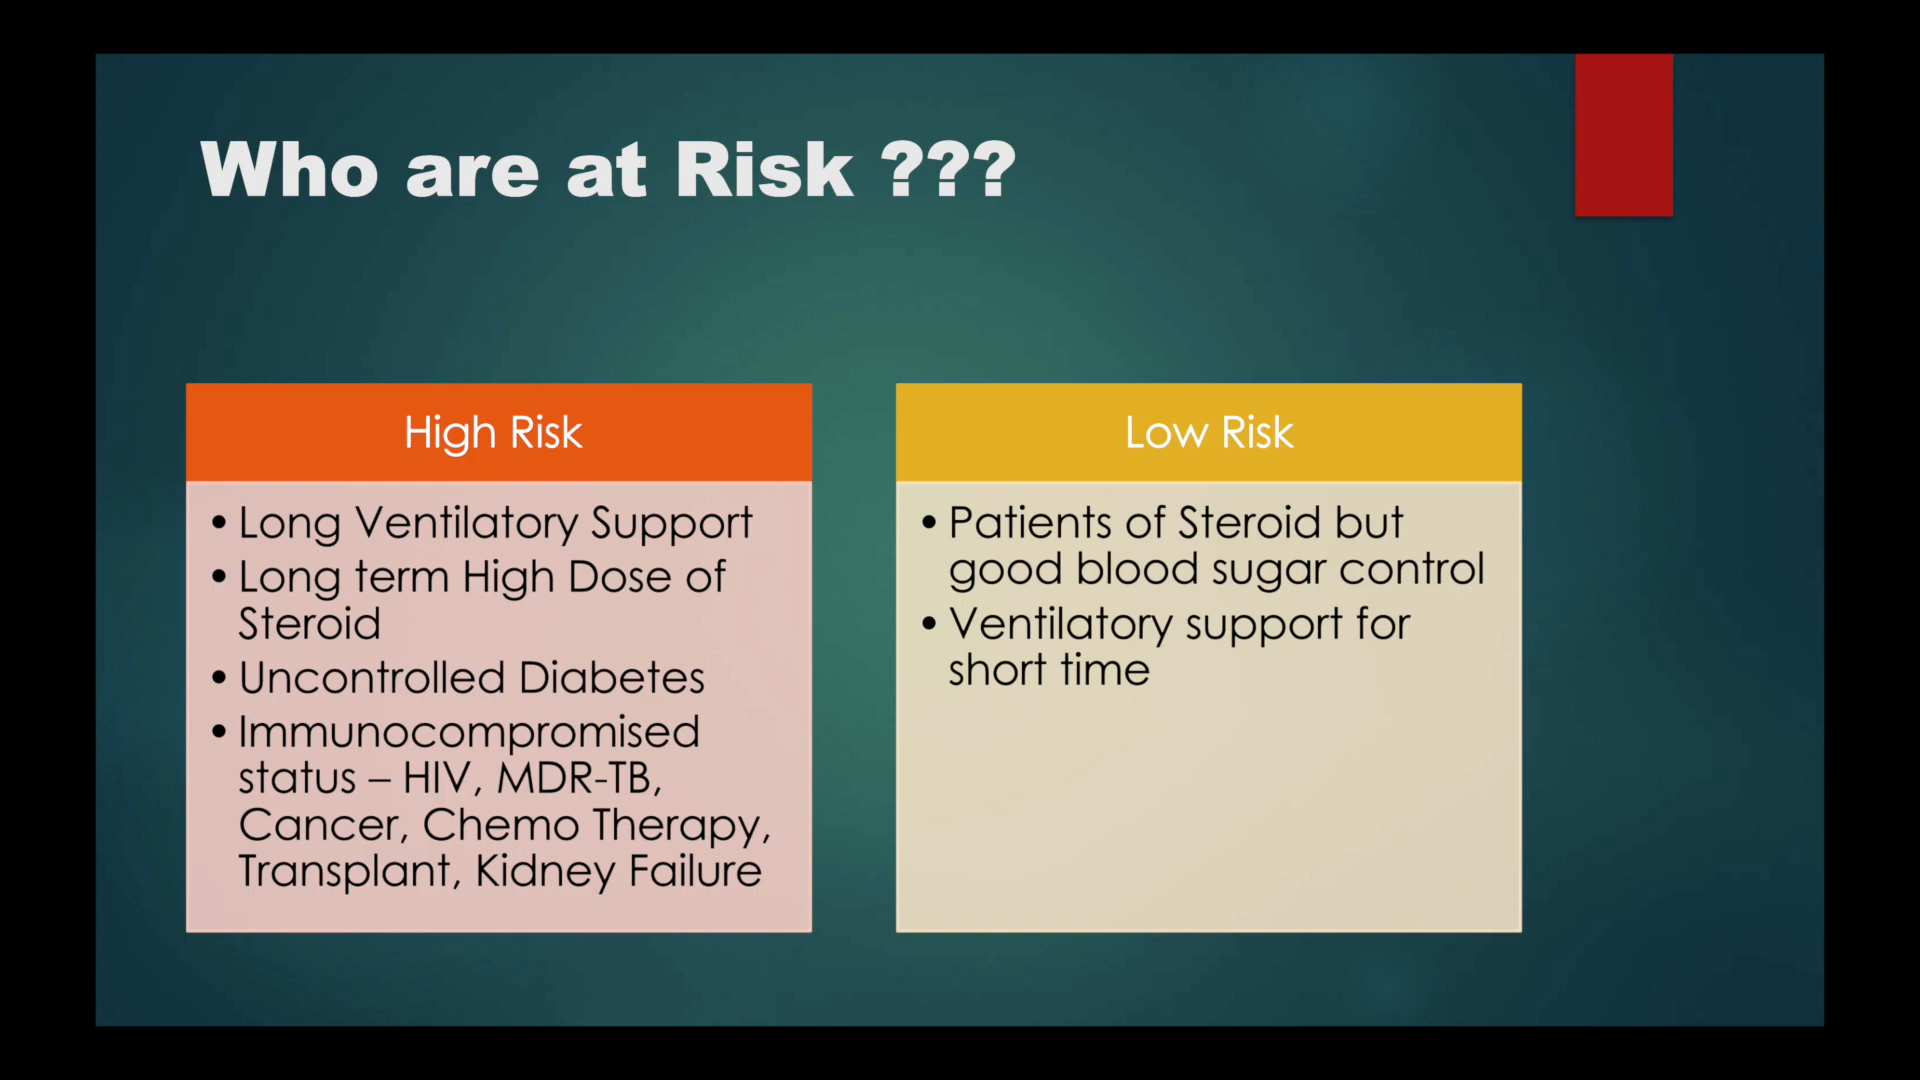 Who are at Risk ???
High Risk
• Long Ventilatory Support
• Long term High Dose of
Steroid
• Uncontrolled Diabetes
• Immunocompromised
status – HIV, MDR-TB,
Cancer, Chemo Therapy,
Transplant, Kidney Failure
Low Risk
• Patients of Steroid but
good blood sugar control
• Ventilatory support for
short time